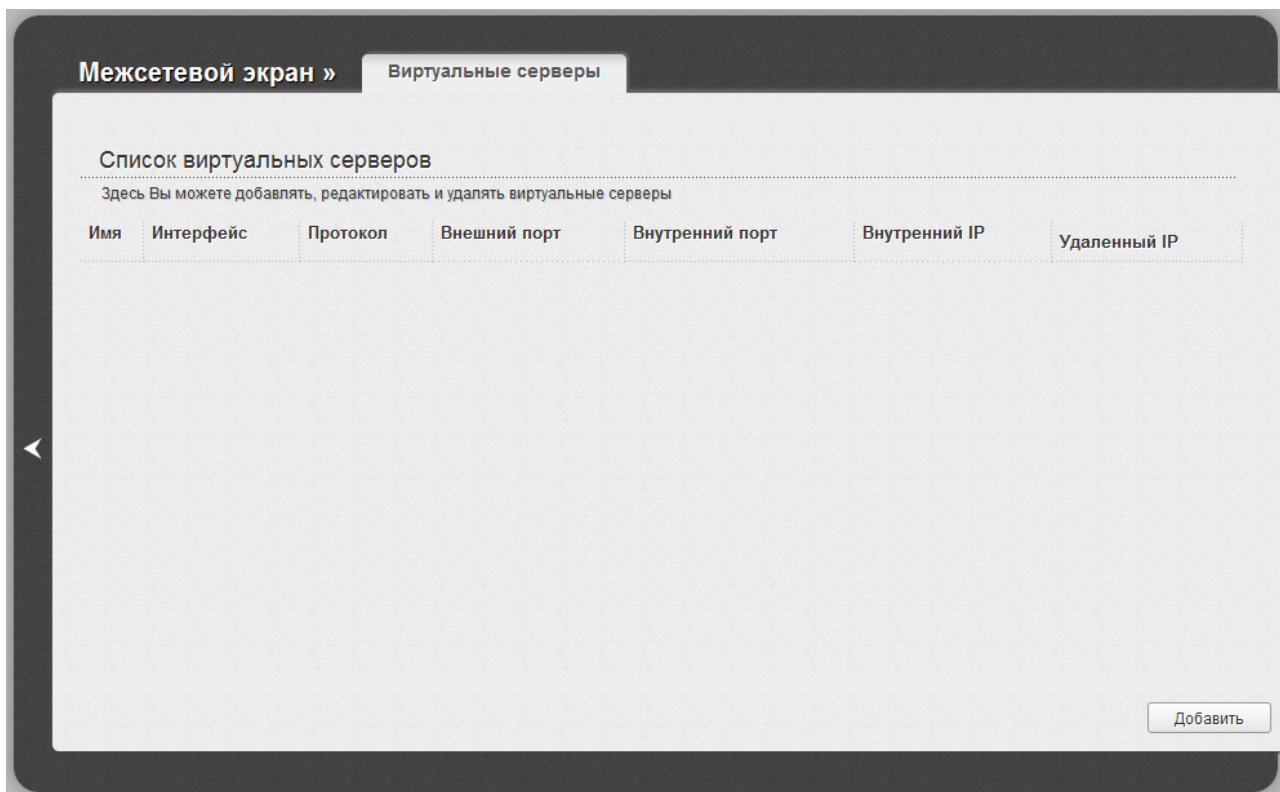 Межсетевой экран » Виртуальные серверы
Список виртуальных серверов
Здесь Вы можете добавлять, редактировать и удалять виртуальные серверы
Имя Интерфейс Протокол Внешний порт Внутренний порт Внутренний IP Удаленный IP
Добавить